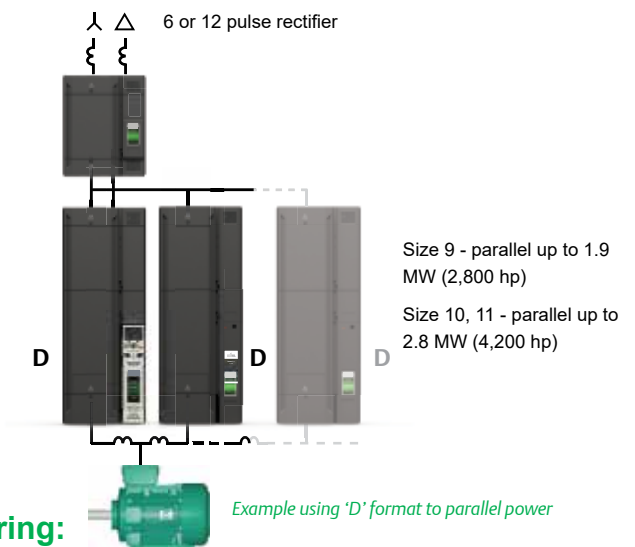 6 or 12 pulse rectifier
Size 9 - parallel up to 1.9
MW (2,800 hp)
Size 10, 11 - parallel up to
2.8 MW (4,200 hp)
D
D
D
Example using ‘D’ format to parallel power
ring: